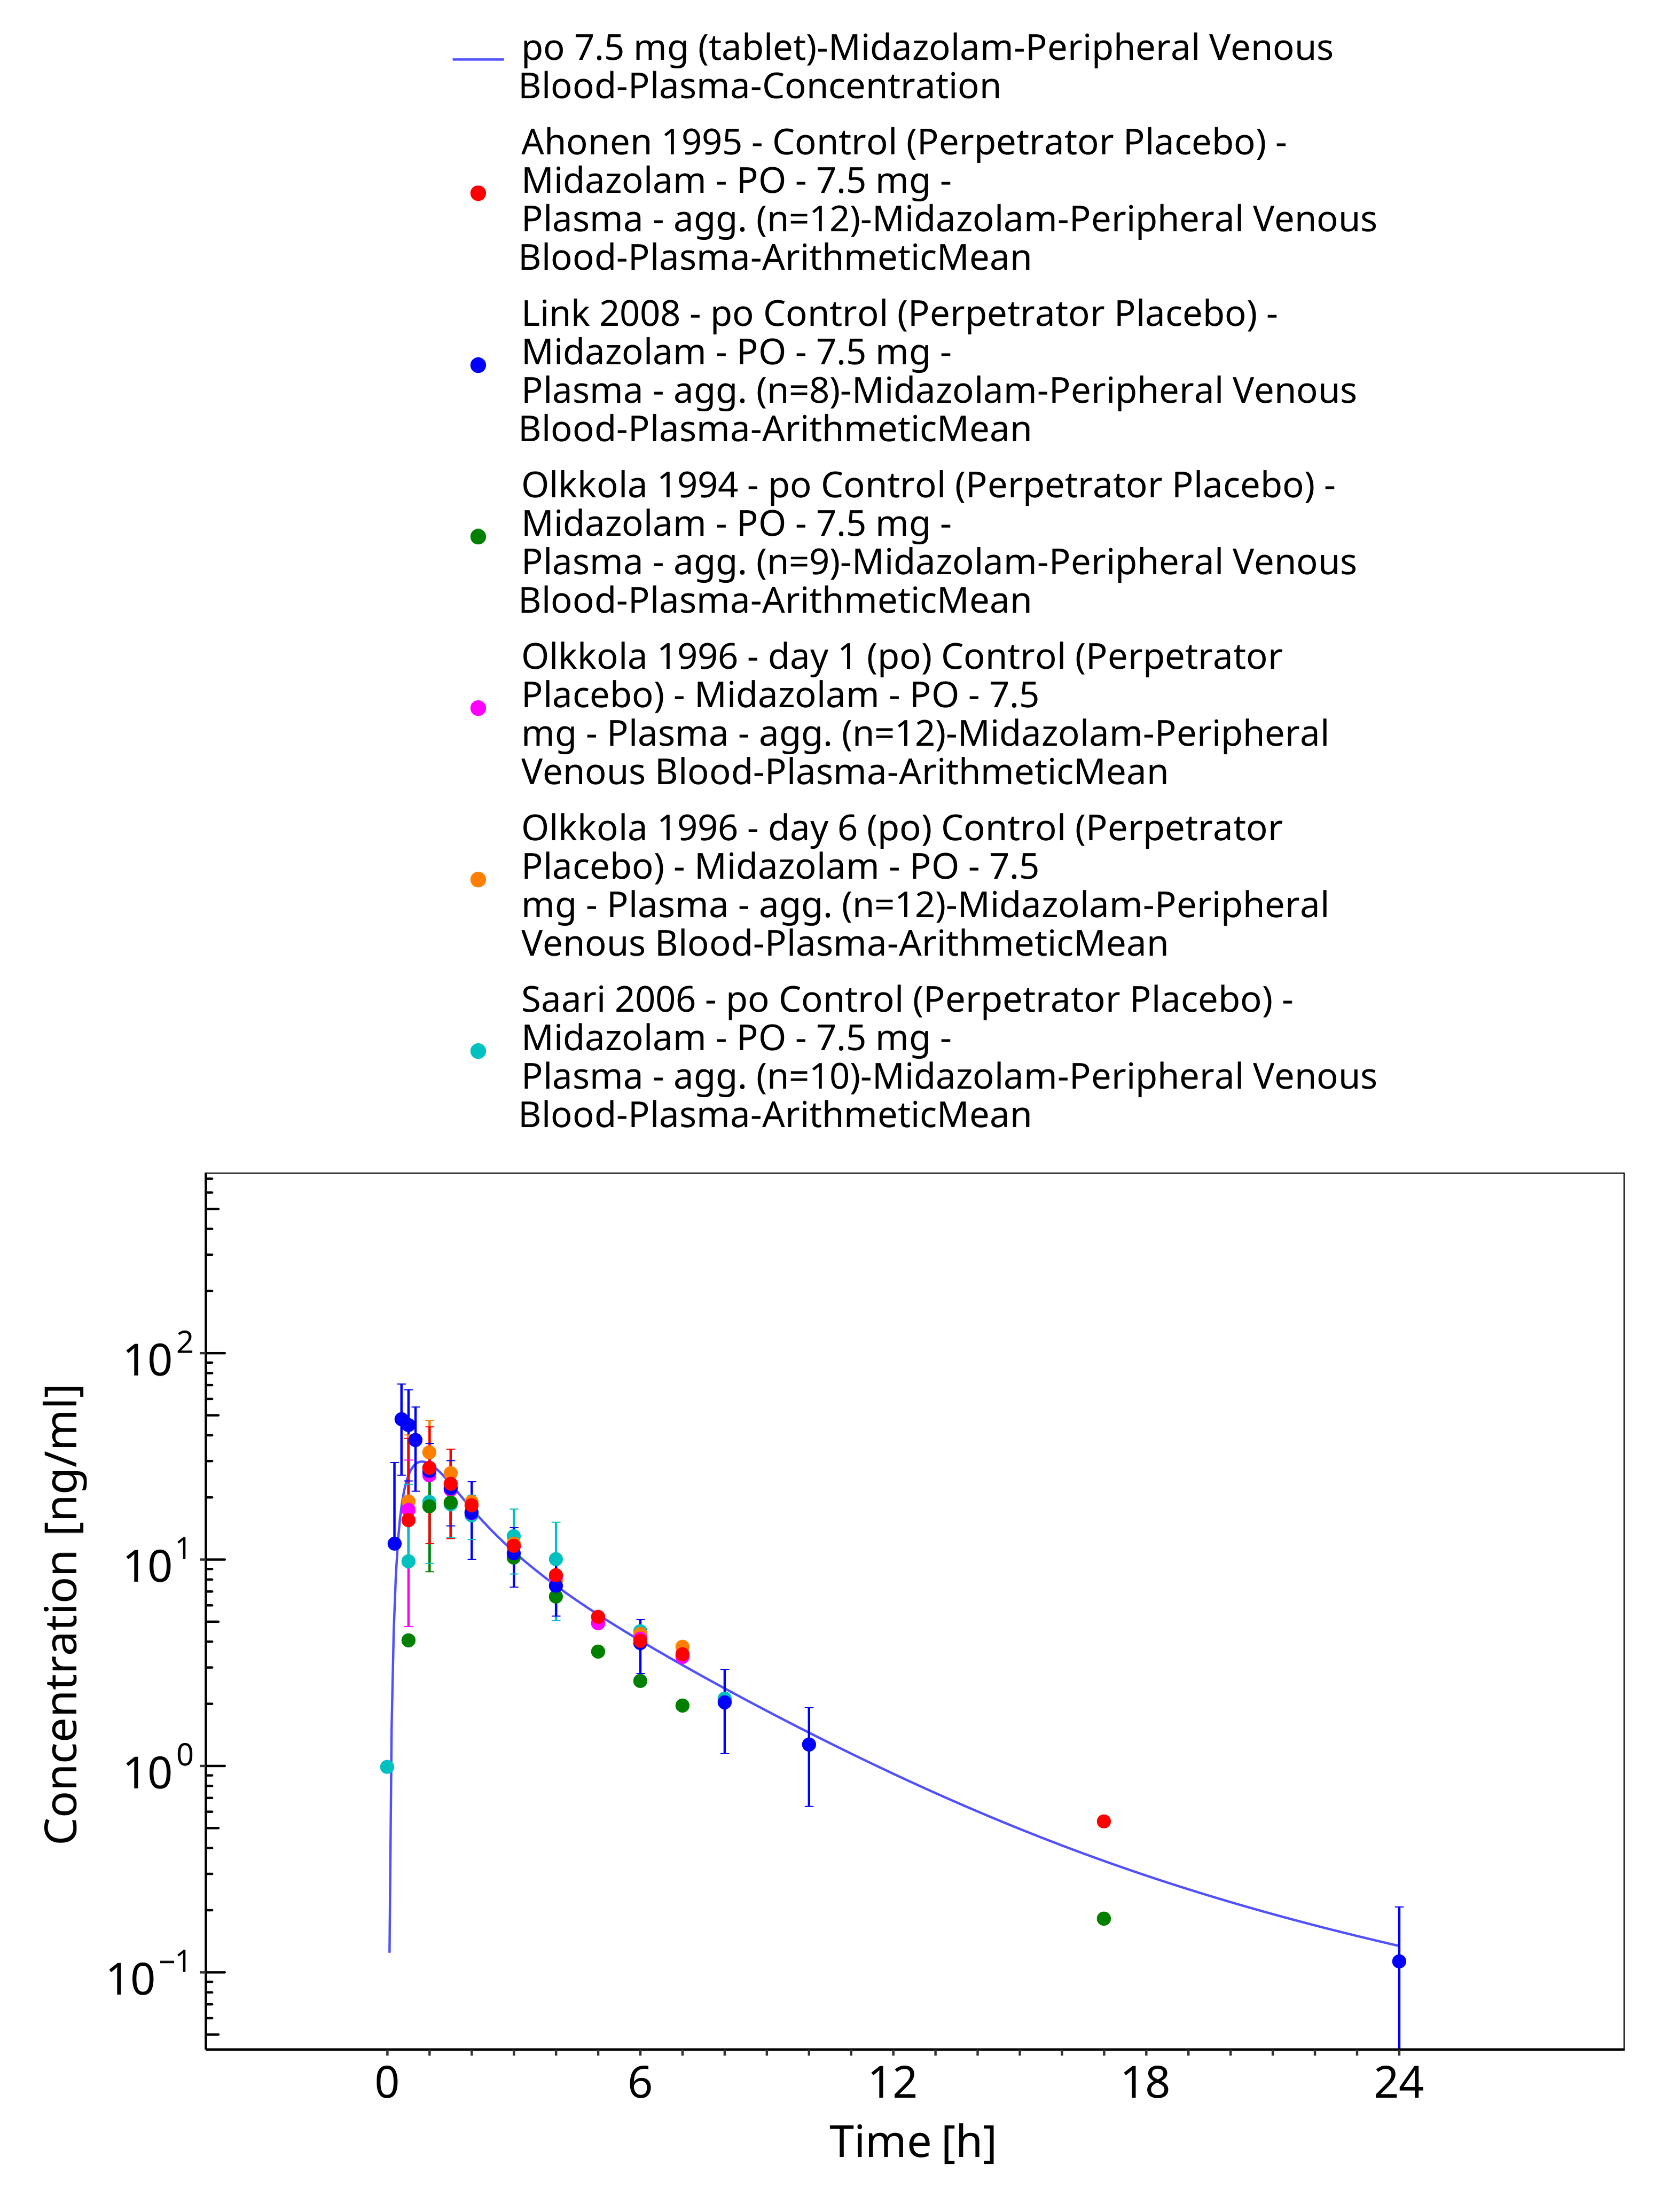 po 7.5 mg (tablet)-Midazolam-Peripheral Venous
Blood-Plasma-Concentration
Ahonen 1995 - Control (Perpetrator Placebo) -
Midazolam - PO - 7.5 mg -
Plasma - agg. (n=12)-Midazolam-Peripheral Venous
Blood-Plasma-ArithmeticMean
Link 2008 - po Control (Perpetrator Placebo) -
Midazolam - PO - 7.5 mg -
Plasma - agg. (n=8)-Midazolam-Peripheral Venous
Blood-Plasma-ArithmeticMean
Olkkola 1994 - po Control (Perpetrator Placebo) -
Midazolam - PO - 7.5 mg -
Plasma - agg. (n=9)-Midazolam-Peripheral Venous
Blood-Plasma-ArithmeticMean
Olkkola 1996 - day 1 (po) Control (Perpetrator
Placebo) - Midazolam - PO - 7.5
mg - Plasma - agg. (n=12)-Midazolam-Peripheral
Venous Blood-Plasma-ArithmeticMean
Olkkola 1996 - day 6 (po) Control (Perpetrator
Placebo) - Midazolam - PO - 7.5
mg - Plasma - agg. (n=12)-Midazolam-Peripheral
Venous Blood-Plasma-ArithmeticMean
Saari 2006 - po Control (Perpetrator Placebo) -
Midazolam - PO - 7.5 mg -
Plasma - agg. (n=10)-Midazolam-Peripheral Venous
Blood-Plasma-ArithmeticMean
Concentration [ng/ml]
10²
10¹
10⁰
10⁻¹
0 6 12 18 24
Time [h]